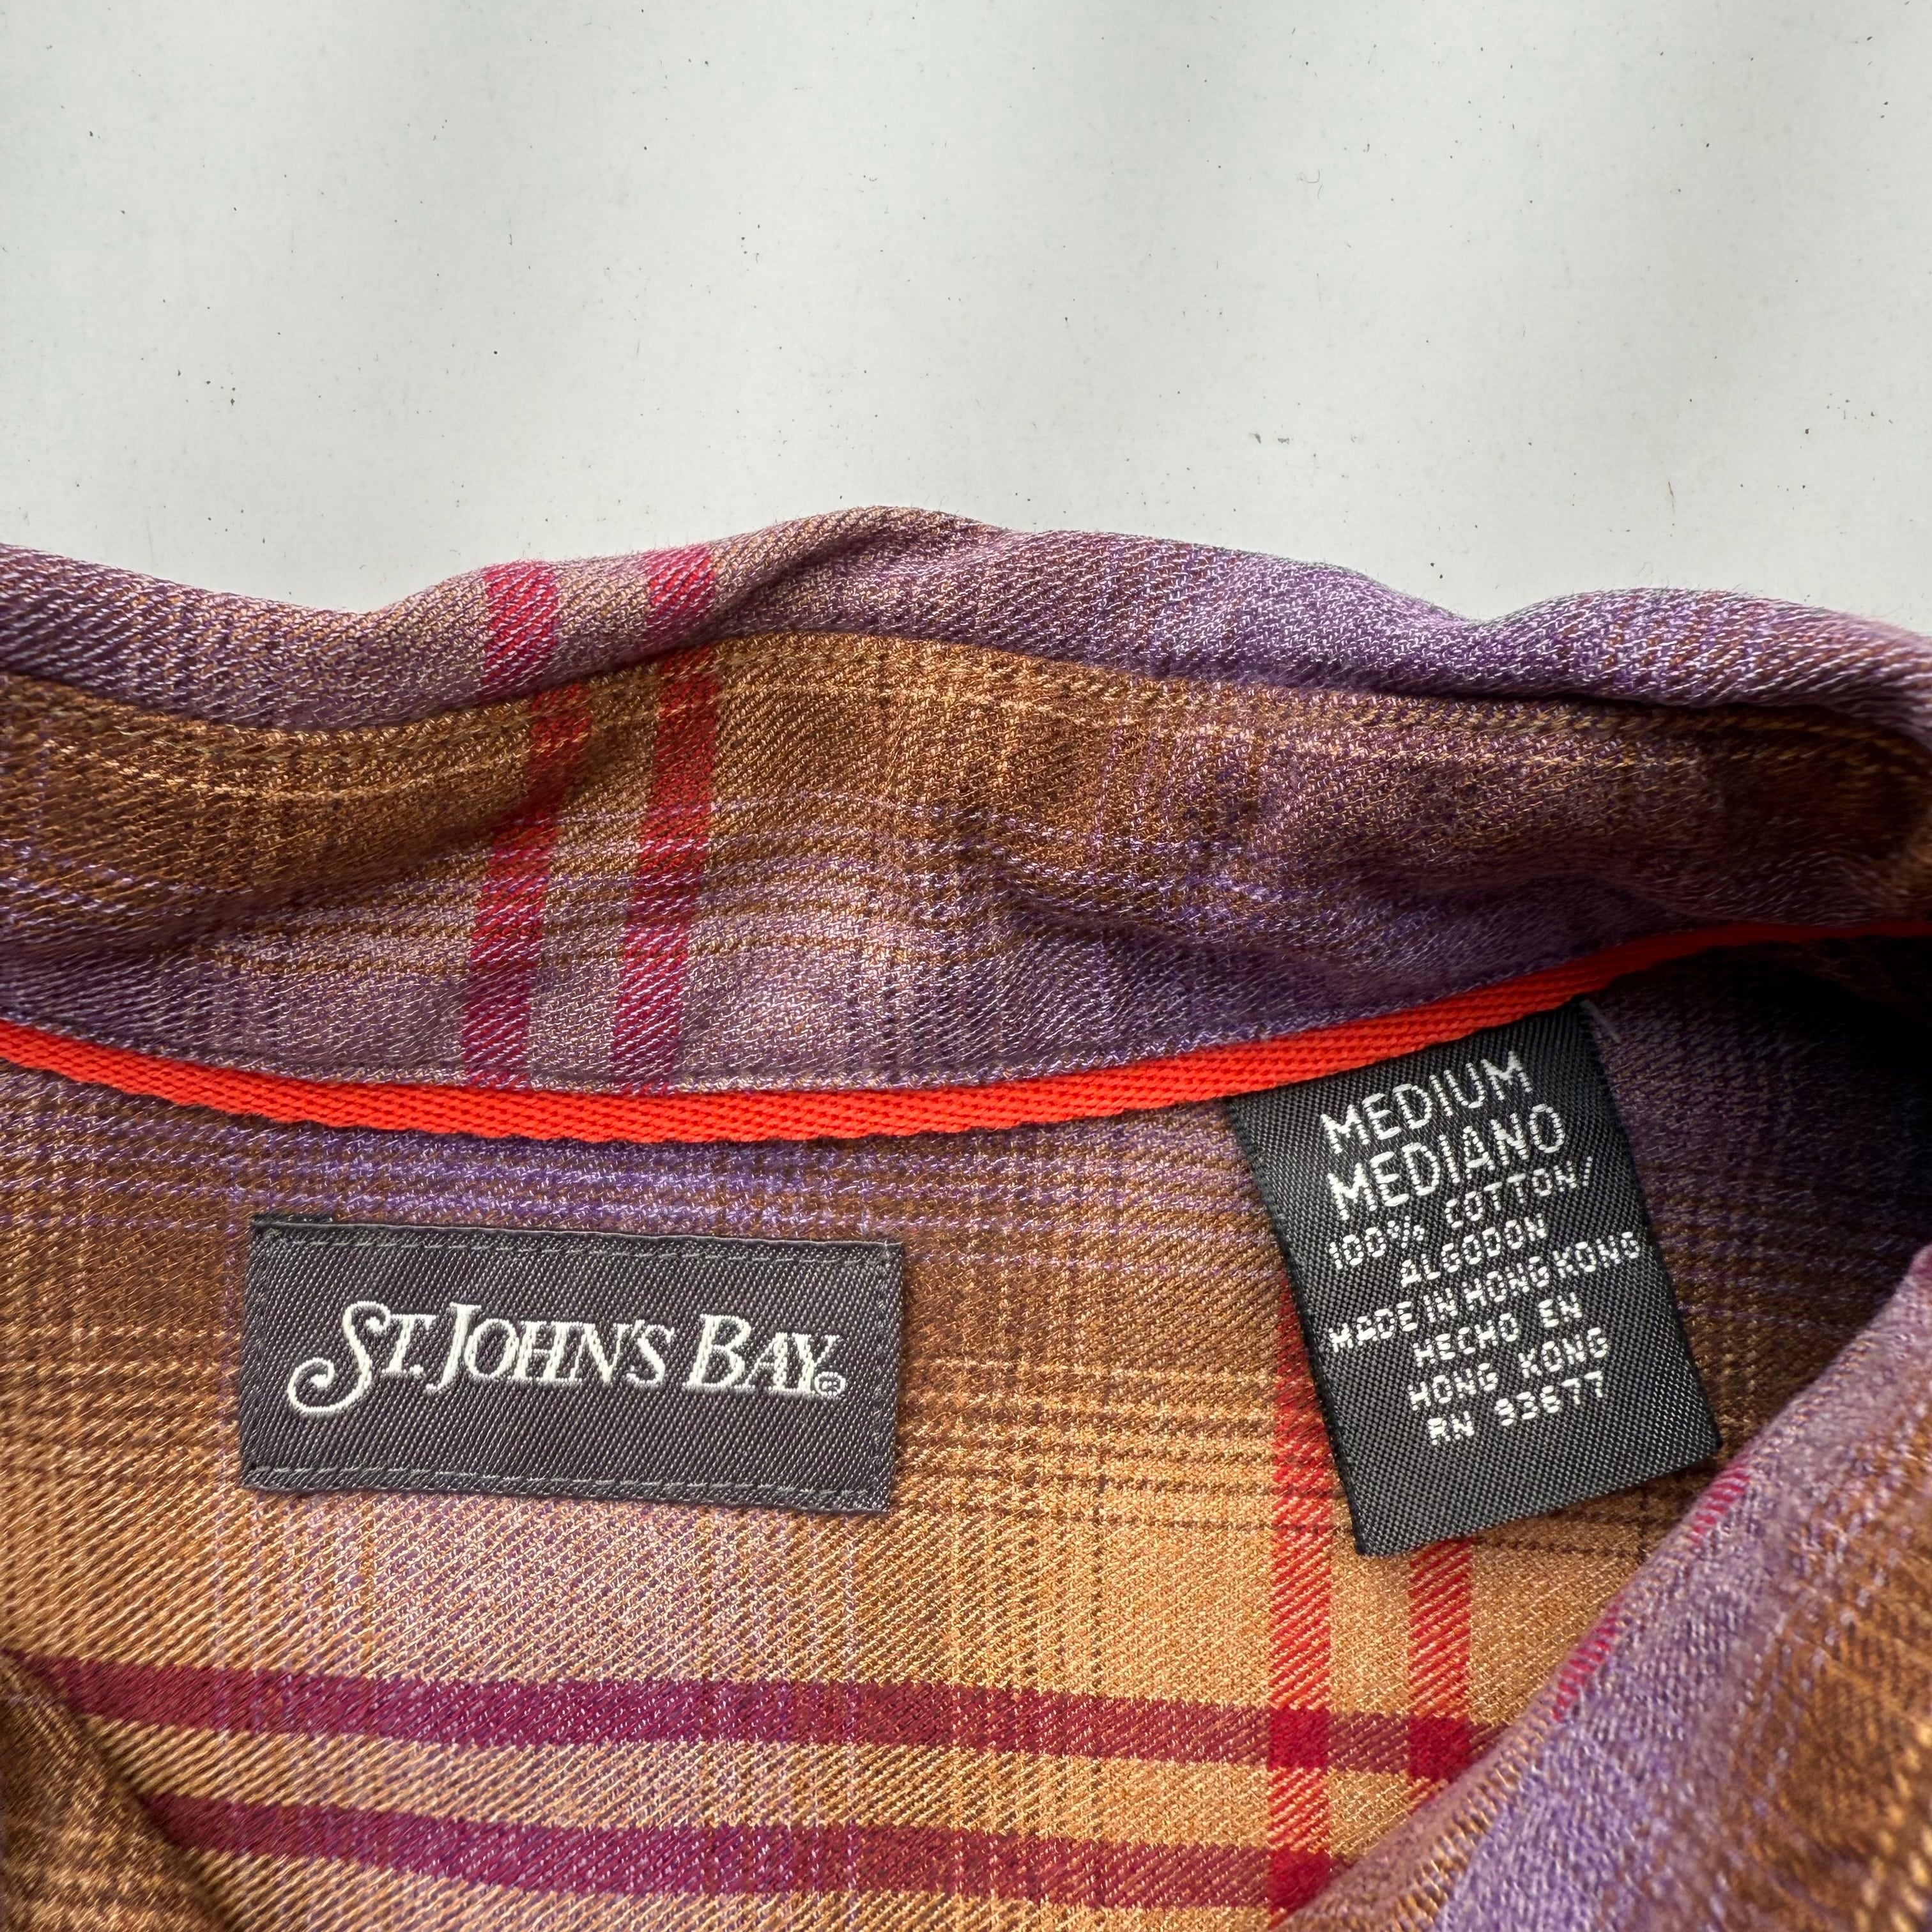 ST. JOHN'S BAY®
MEDIUM
MEDIANO
100% COTTON/
ALGODON
MADE IN HONG KONG
HECHO EN
HONG KONG
RN 93677